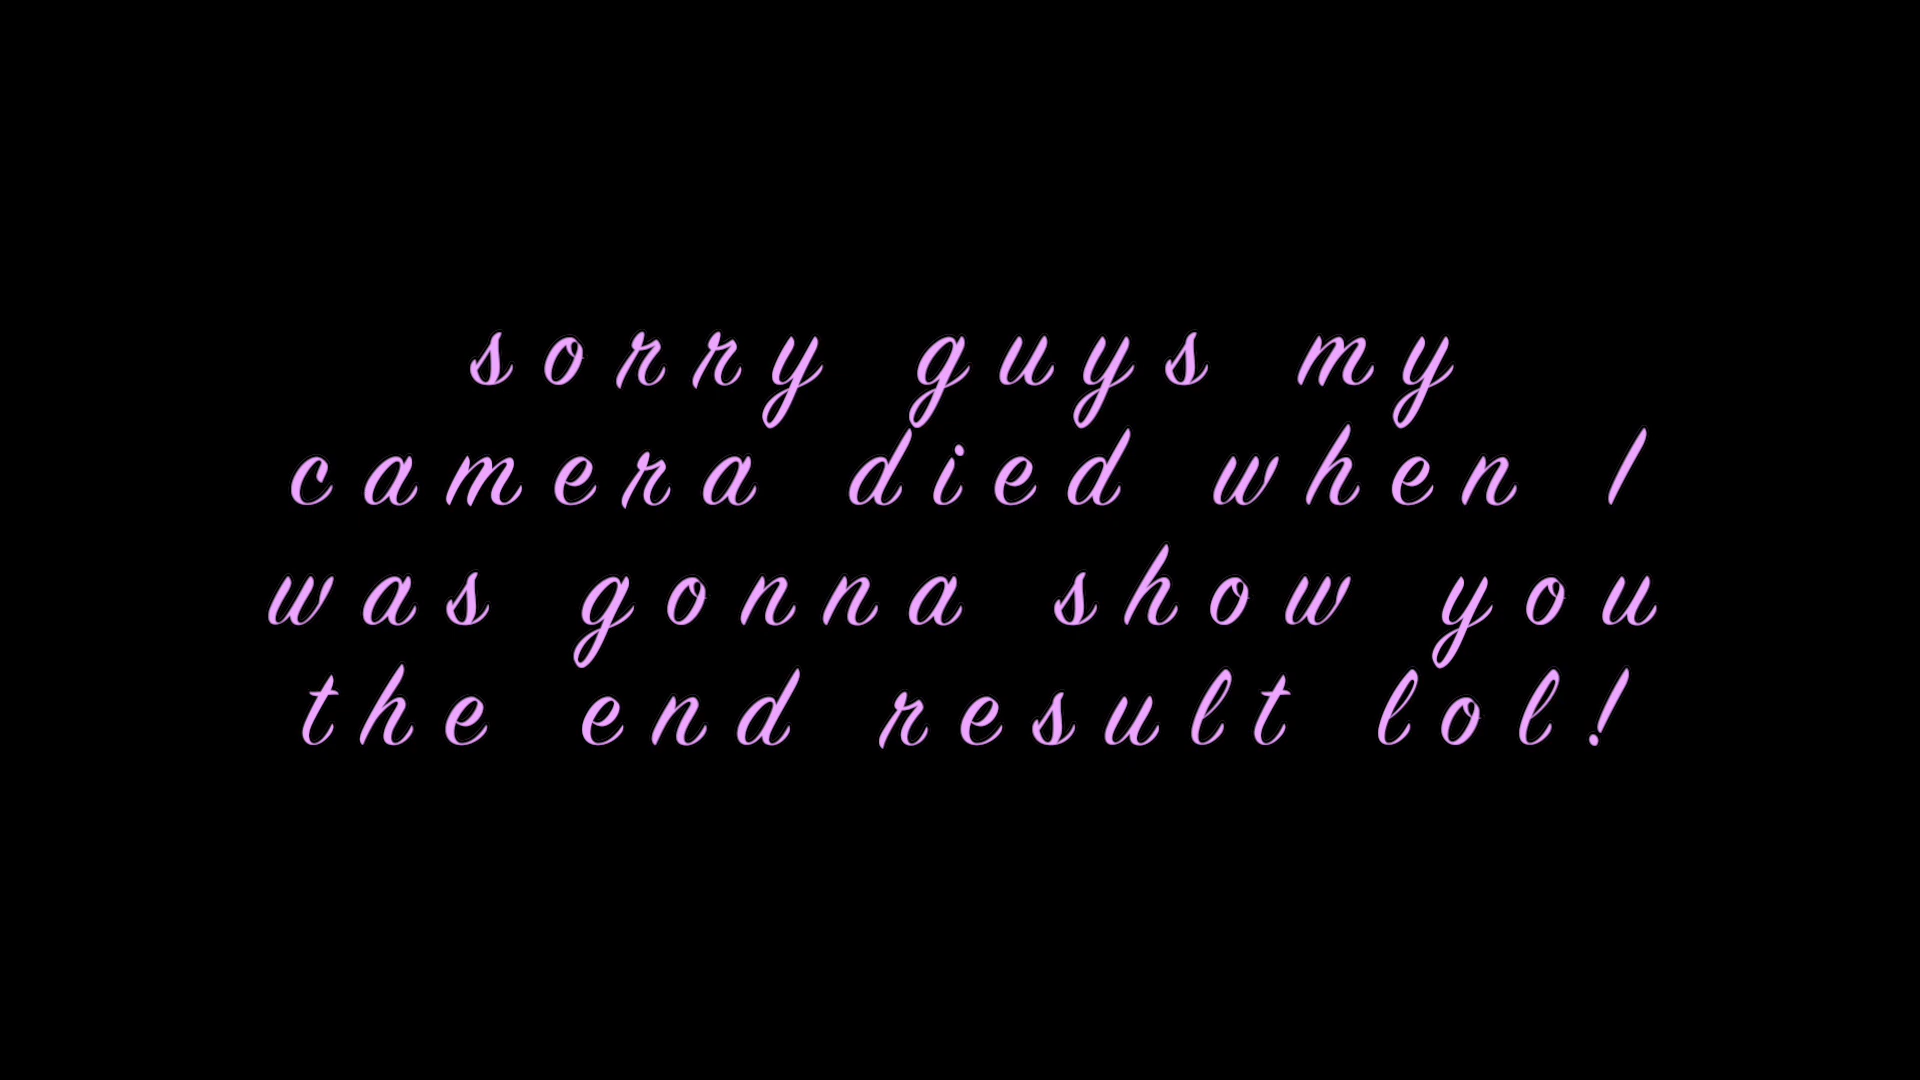 sorry guys my
camera died when I
was gonna show you
the end result lol!